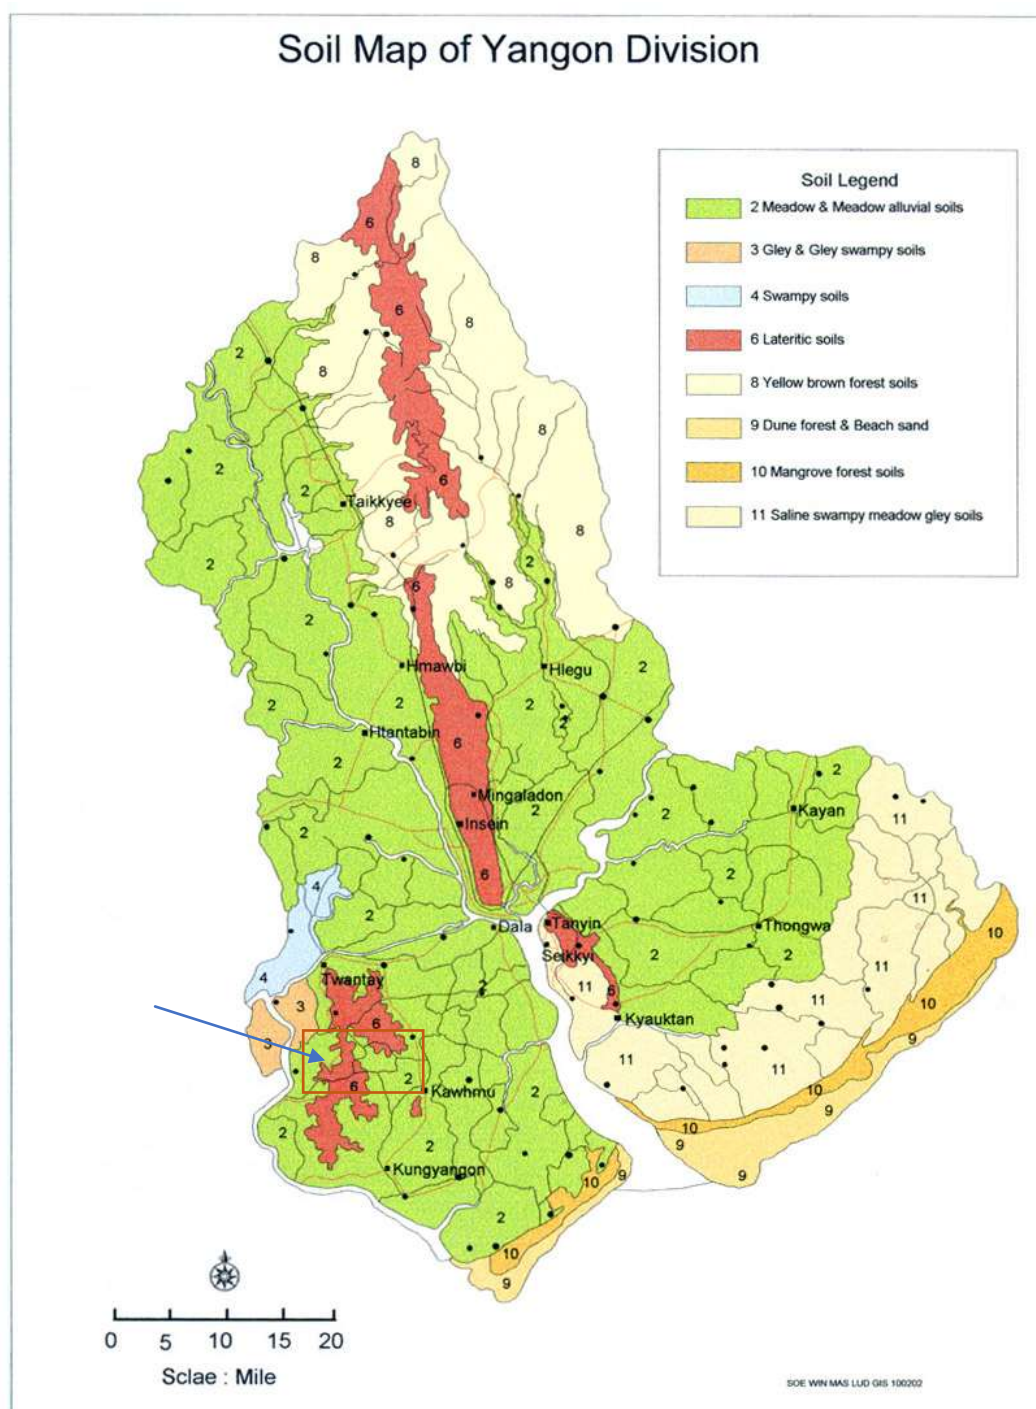 Soil Map of Yangon Division
Soil Legend
2 Meadow & Meadow alluvial soils
3 Gley & Gley swampy soils
4 Swampy soils
6 Lateritic soils
8 Yellow brown forest soils
9 Dune forest & Beach sand
10 Mangrove forest soils
11 Saline swampy meadow gley soils
8
6
8
6
8
2
8
8
2
6
2
Taikkyee
8
8
2
2
8
6
2
Hmawbi
Hlegu
2
2
2
2
2
Htantabin
6
2
2
Mingaladon
2
Kayan
2
11
Insein
2
2
6
4
2
11
2
Tanyin
Thongwa
10
Dala
Seikkyi
2
2
4
Twantay
2
11
11
3
6
6
11
10
Kyauktan
3
9
11
11
2
6
Kawhmu
2
10
9
10
2
2
9
Kungyangon
10
9
9
2
10
9
0 5 10 15 20
Sclae : Mile
SOE WIN MAS LUD GIS 100202